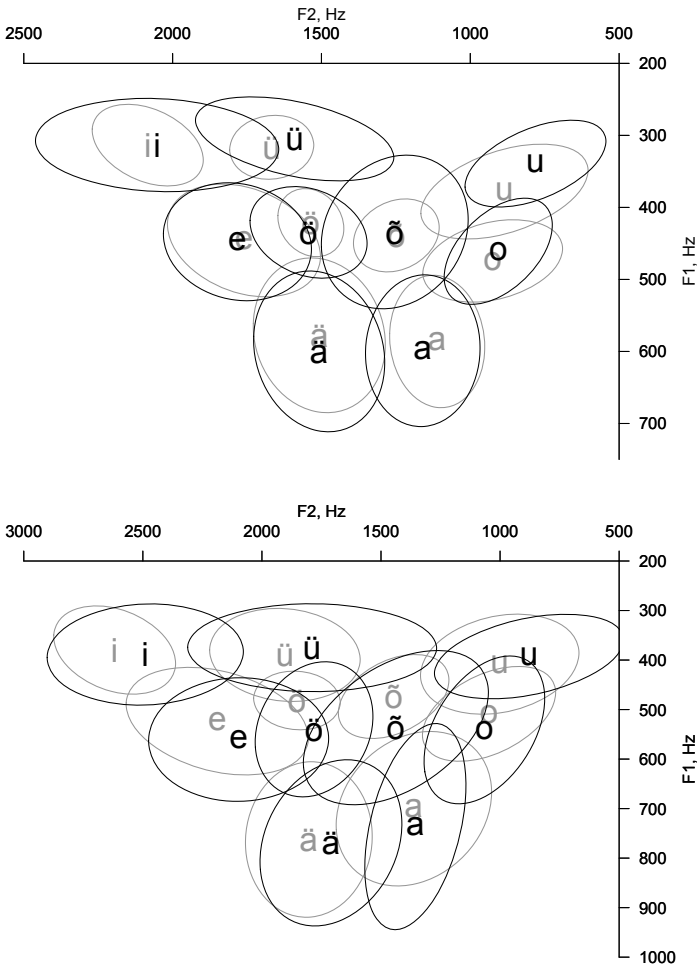 F2, Hz
2500 2000 1500 1000 500
200
i i ü ü 300
u u
e e ö ö õ õ o o 400
F1, Hz
500
ä ä a a 600
700
F2, Hz
3000 2500 2000 1500 1000 500
200
300
i i ü ü u u 400
e e ö ö õ õ o o 500
F1, Hz
600
ä ä a a 700
800
900
1000